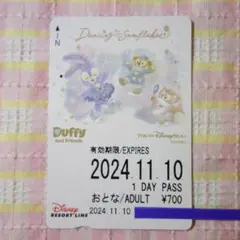 IN
Dancing Snowflakes
Duffy
and Friends
TOKYO DisneySEA
有効期限/EXPIRES
2024.11.10
1 DAY PASS
おとな/ADULT ¥700
Disney
RESORT LINE
2024.11.10